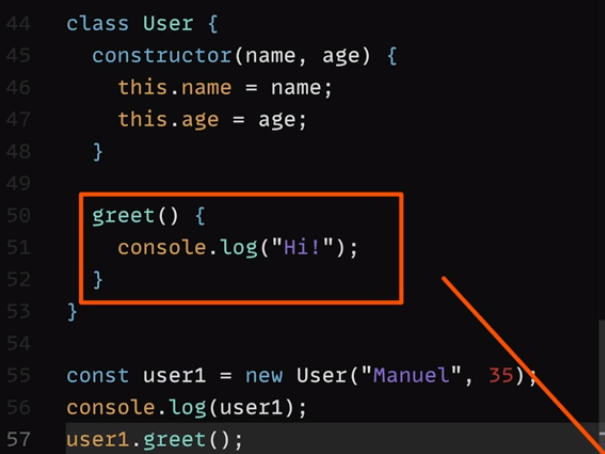 44 class User {
45 constructor(name, age) {
46 this.name = name;
47 this.age = age;
48 }
49
50 greet() {
51 console.log("Hi!");
52 }
53 }
54
55 const user1 = new User("Manuel", 35);
56 console.log(user1);
57 user1.greet();